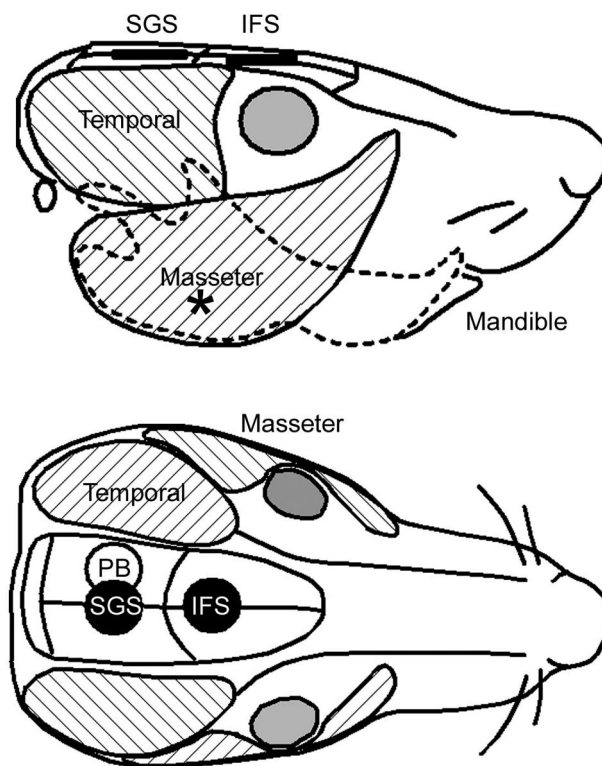 SGS IFS
Temporal
Masseter
*
Mandible
Masseter
Temporal
PB
SGS IFS